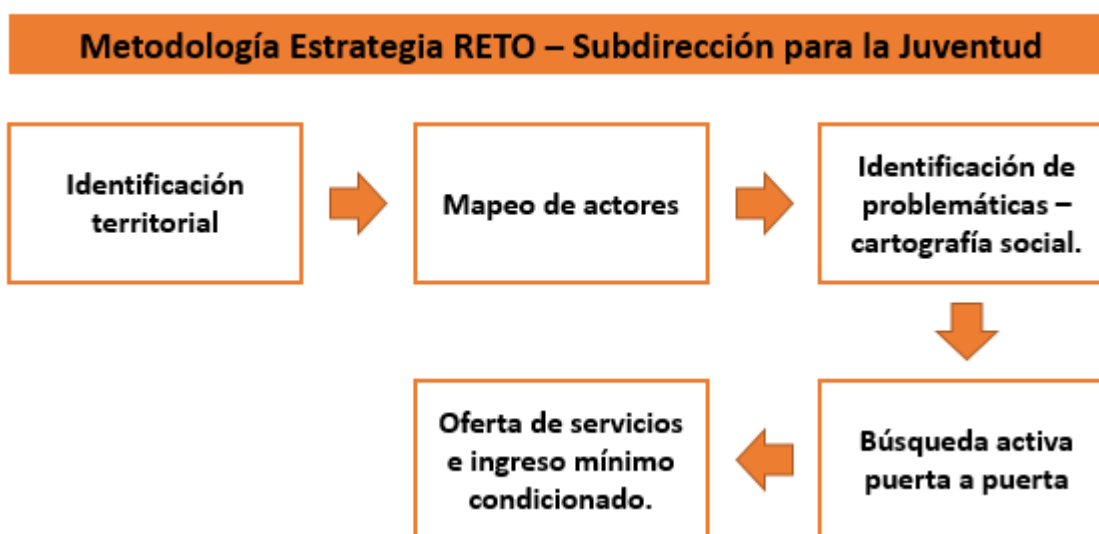 Metodología Estrategia RETO – Subdirección para la Juventud
Identificación
territorial
Mapeo de actores
Identificación de
problemáticas –
cartografía social.
Búsqueda activa
puerta a puerta
Oferta de servicios
e ingreso mínimo
condicionado.